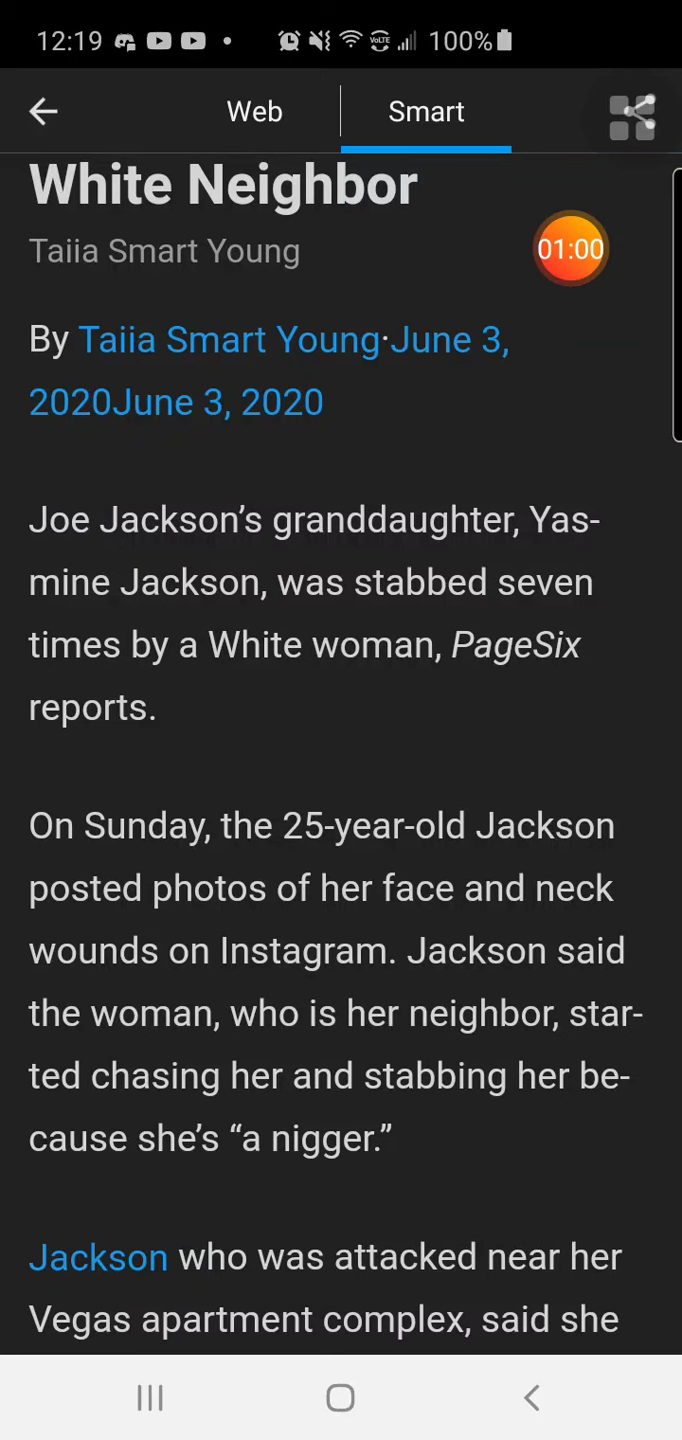 12:19
VoLTE
100%
Web
Smart
White Neighbor
Taiia Smart Young
01:00
By Taiia Smart Young·June 3,
2020June 3, 2020
Joe Jackson’s granddaughter, Yas-
mine Jackson, was stabbed seven
times by a White woman, PageSix
reports.
On Sunday, the 25-year-old Jackson
posted photos of her face and neck
wounds on Instagram. Jackson said
the woman, who is her neighbor, star-
ted chasing her and stabbing her be-
cause she’s “a nigger.”
Jackson who was attacked near her
Vegas apartment complex, said she